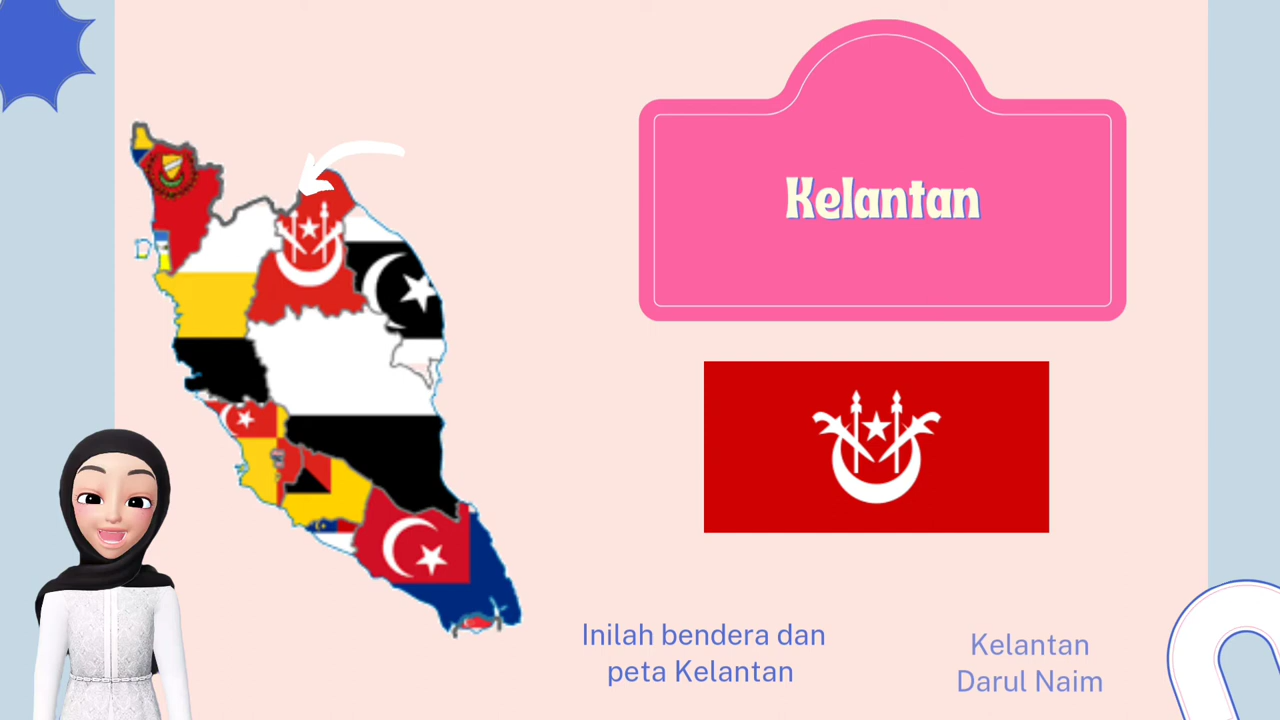 Kelantan
Inilah bendera dan
peta Kelantan
Kelantan
Darul Naim